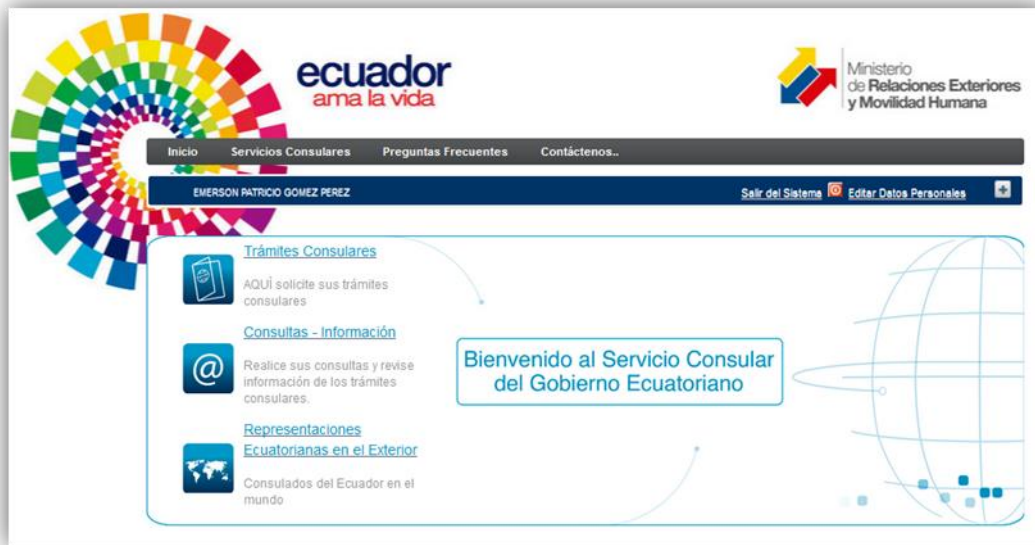 ecuador
ama la vida
Ministerio
de Relaciones Exteriores
y Movilidad Humana
Inicio Servicios Consulares Preguntas Frecuentes Contáctenos..
EMERSON PATRICIO GOMEZ PEREZ Salir del Sistema Editar Datos Personales
Trámites Consulares
AQUÌ solicite sus trámites
consulares
Consultas - Información
Realice sus consultas y revise
información de los trámites
consulares.
Representaciones
Ecuatorianas en el Exterior
Consulados del Ecuador en el
mundo
Bienvenido al Servicio Consular
del Gobierno Ecuatoriano